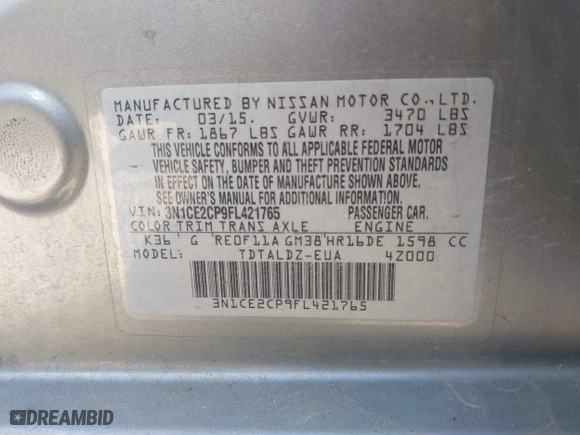 MANUFACTURED BY NISSAN MOTOR CO.,LTD.
DATE: 03/15. GVWR: 3470 LBS
GAWR FR: 1867 LBS GAWR RR: 1704 LBS
THIS VEHICLE CONFORMS TO ALL APPLICABLE FEDERAL MOTOR
VEHICLE SAFETY, BUMPER AND THEFT PREVENTION STANDARDS
IN EFFECT ON THE DATE OF MANUFACTURE SHOWN ABOVE.
SEE OWNER'S MANUAL FOR ADDITIONAL INFORMATION.
VIN: 3N1CE2CP9FL421765 PASSENGER CAR.
COLOR TRIM TRANS AXLE ENGINE
K36 G RE0F11A GM38 HR16DE 1598 CC
MODEL: TDTALDZ-EUA 4Z000
3N1CE2CP9FL421765
DREAMBID